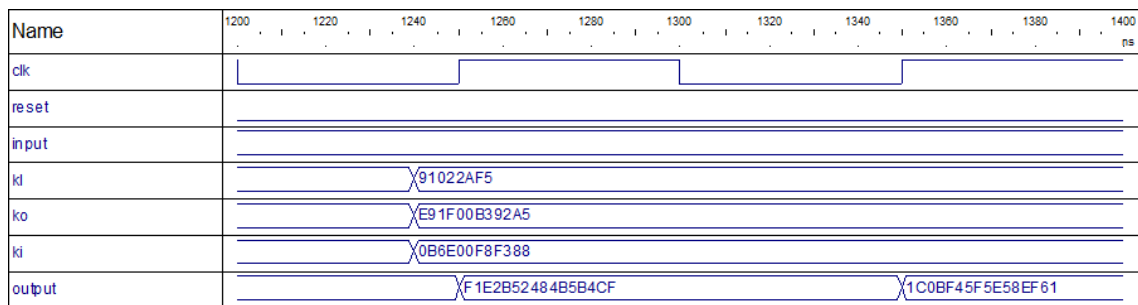 Name 1200 1220 1240 1260 1280 1300 1320 1340 1360 1380 1400
ns
clk
reset
input
kl 91022AF5
ko E91F00B392A5
ki 0B6E00F8F388
output F1E2B52484B5B4CF 1C0BF45F5E58EF61